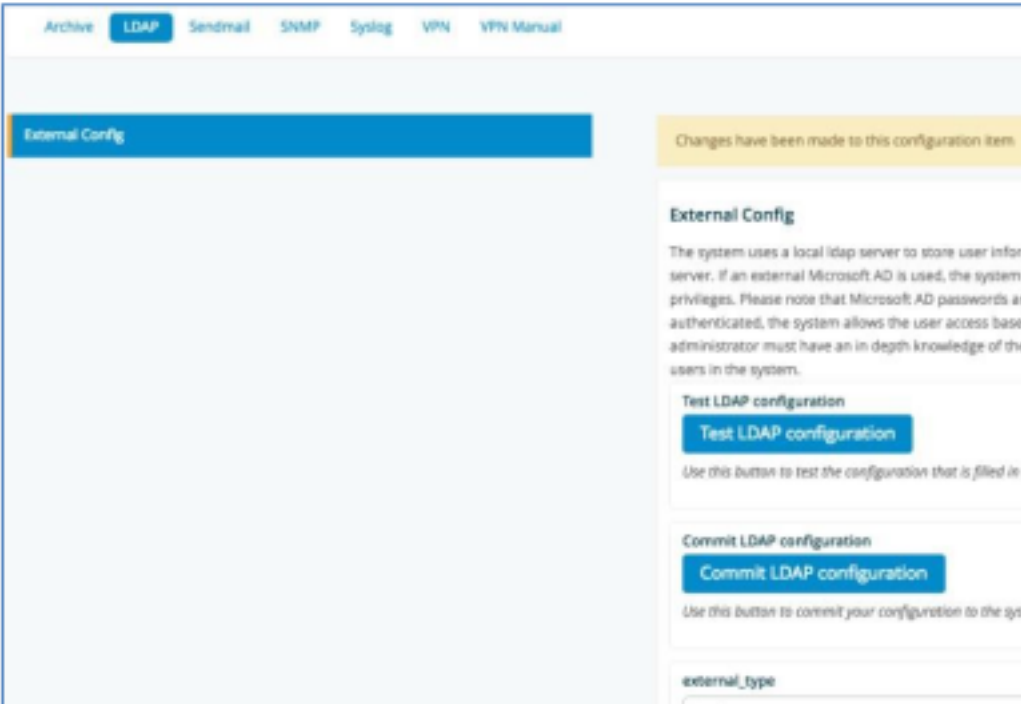 Archive LDAP Sendmail SNMP Syslog VPN VPN Manual
External Config
Changes have been made to this configuration item
External Config
The system uses a local ldap server to store user
server. If an external Microsoft AD is used, the system
privileges. Please note that Microsoft AD passwords
authenticated, the system allows the user access
administrator must have an in depth knowledge of
users in the system.
Test LDAP configuration
Test LDAP configuration
Use this button to test the configuration that is filled in
Commit LDAP configuration
Commit LDAP configuration
Use this button to commit your configuration to the
external_type